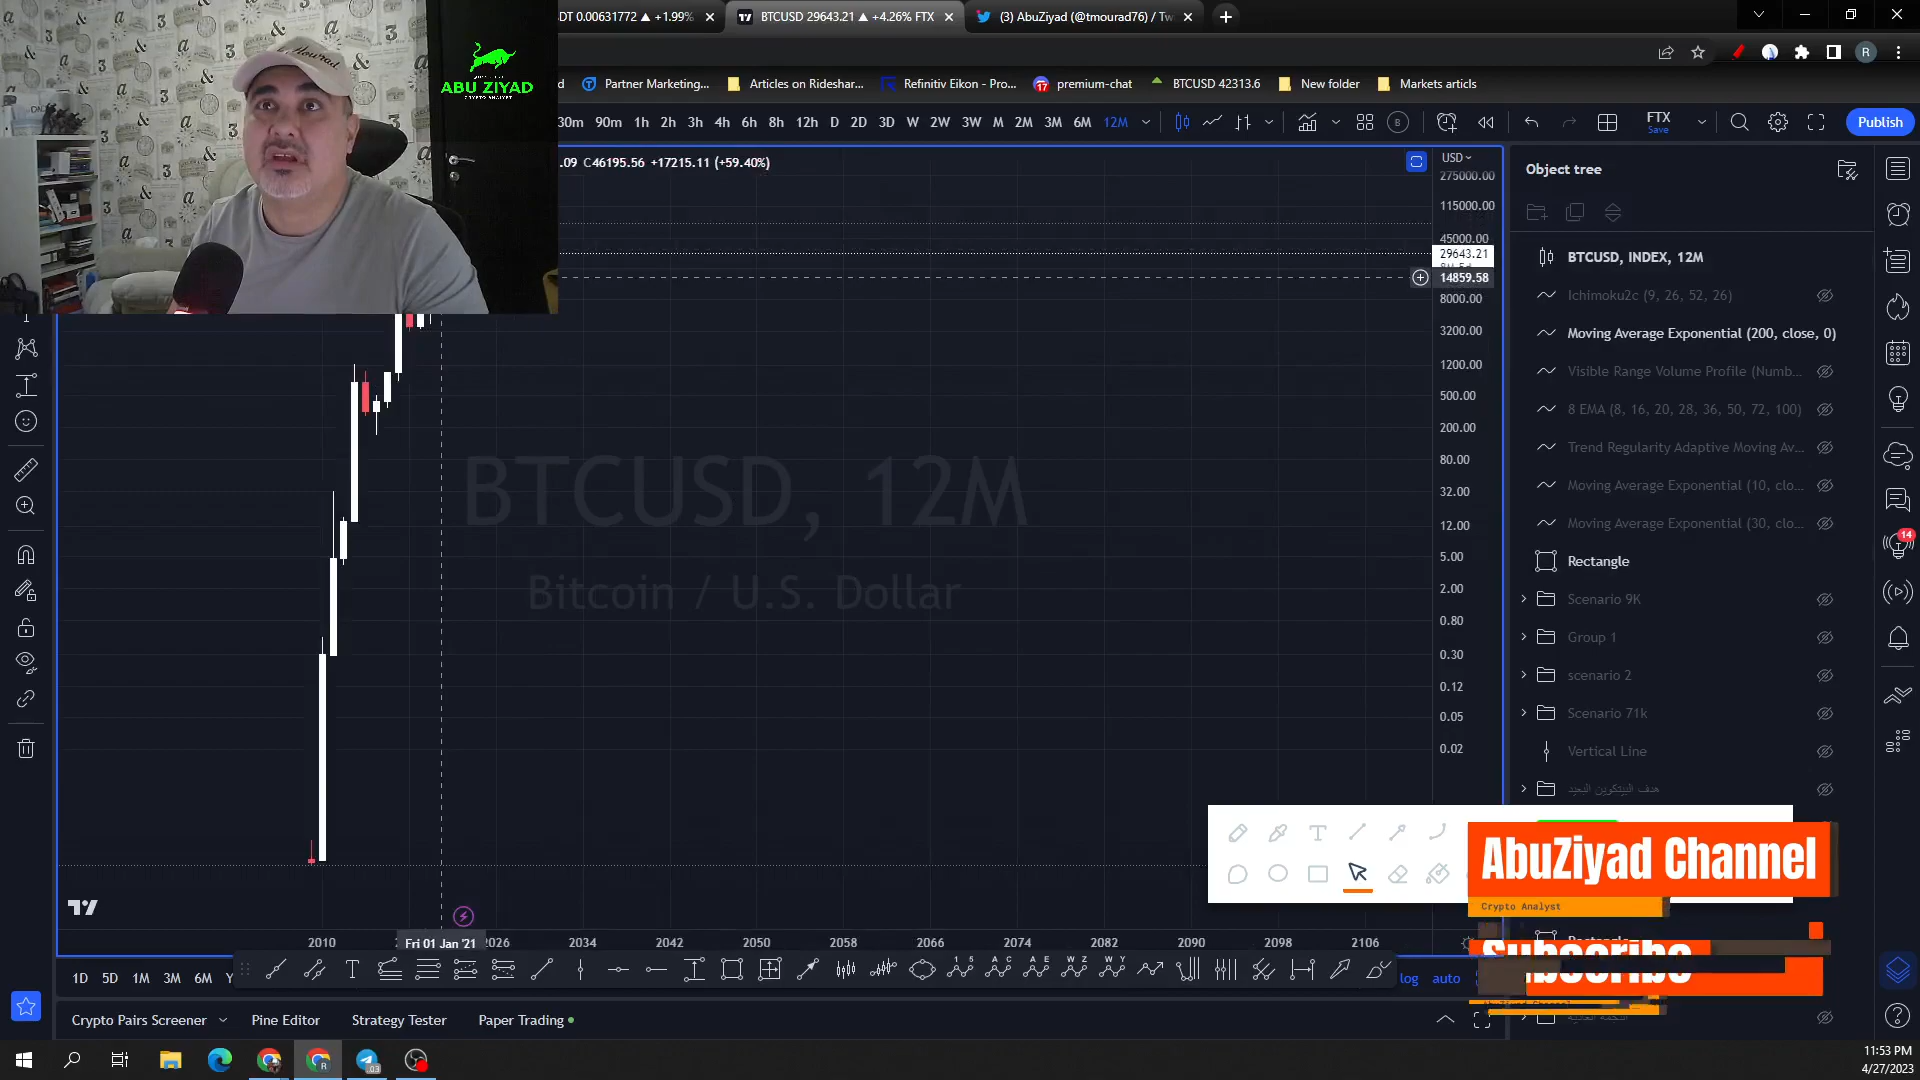 DT 0.00631772 ▲ +1.99%
BTCUSD 29643.21 ▲ +4.26% FTX
(3) AbuZiyad (@tmourad76) / Tw
ABU ZIYAD
CRYPTO ANALYST
Partner Marketing...
Articles on Rideshar...
Refinitiv Eikon - Pro...
premium-chat
BTCUSD 42313.6
New folder
Markets articls
30m 90m 1h 2h 3h 4h 6h 8h 12h D 2D 3D W 2W 3W M 2M 3M 6M 12M
FTX
Save
Publish
.09 C46195.56 +17215.11 (+59.40%)
USD
275000.00
115000.00
45000.00
29643.21
14859.58
8000.00
3200.00
1200.00
500.00
200.00
80.00
32.00
12.00
5.00
2.00
0.80
0.30
0.12
0.05
0.02
BTCUSD, 12M
Bitcoin / U.S. Dollar
Object tree
BTCUSD, INDEX, 12M
Ichimoku2c (9, 26, 52, 26)
Moving Average Exponential (200, close, 0)
Visible Range Volume Profile (Numb...
8 EMA (8, 16, 20, 28, 36, 50, 72, 100)
Trend Regularity Adaptive Moving Av...
Moving Average Exponential (10, clo...
Moving Average Exponential (30, clo...
Rectangle
Scenario 9K
Group 1
scenario 2
Scenario 71k
Vertical Line
هدف البيتكوين البعيد
14
AbuZiyad Channel
Crypto Analyst
Subscribe
2010
Fri 01 Jan '21
2026 2034 2042 2050 2058 2066 2074 2082 2090 2098 2106
1D 5D 1M 3M 6M Y
log auto
Crypto Pairs Screener
Pine Editor
Strategy Tester
Paper Trading
11:53 PM
4/27/2023